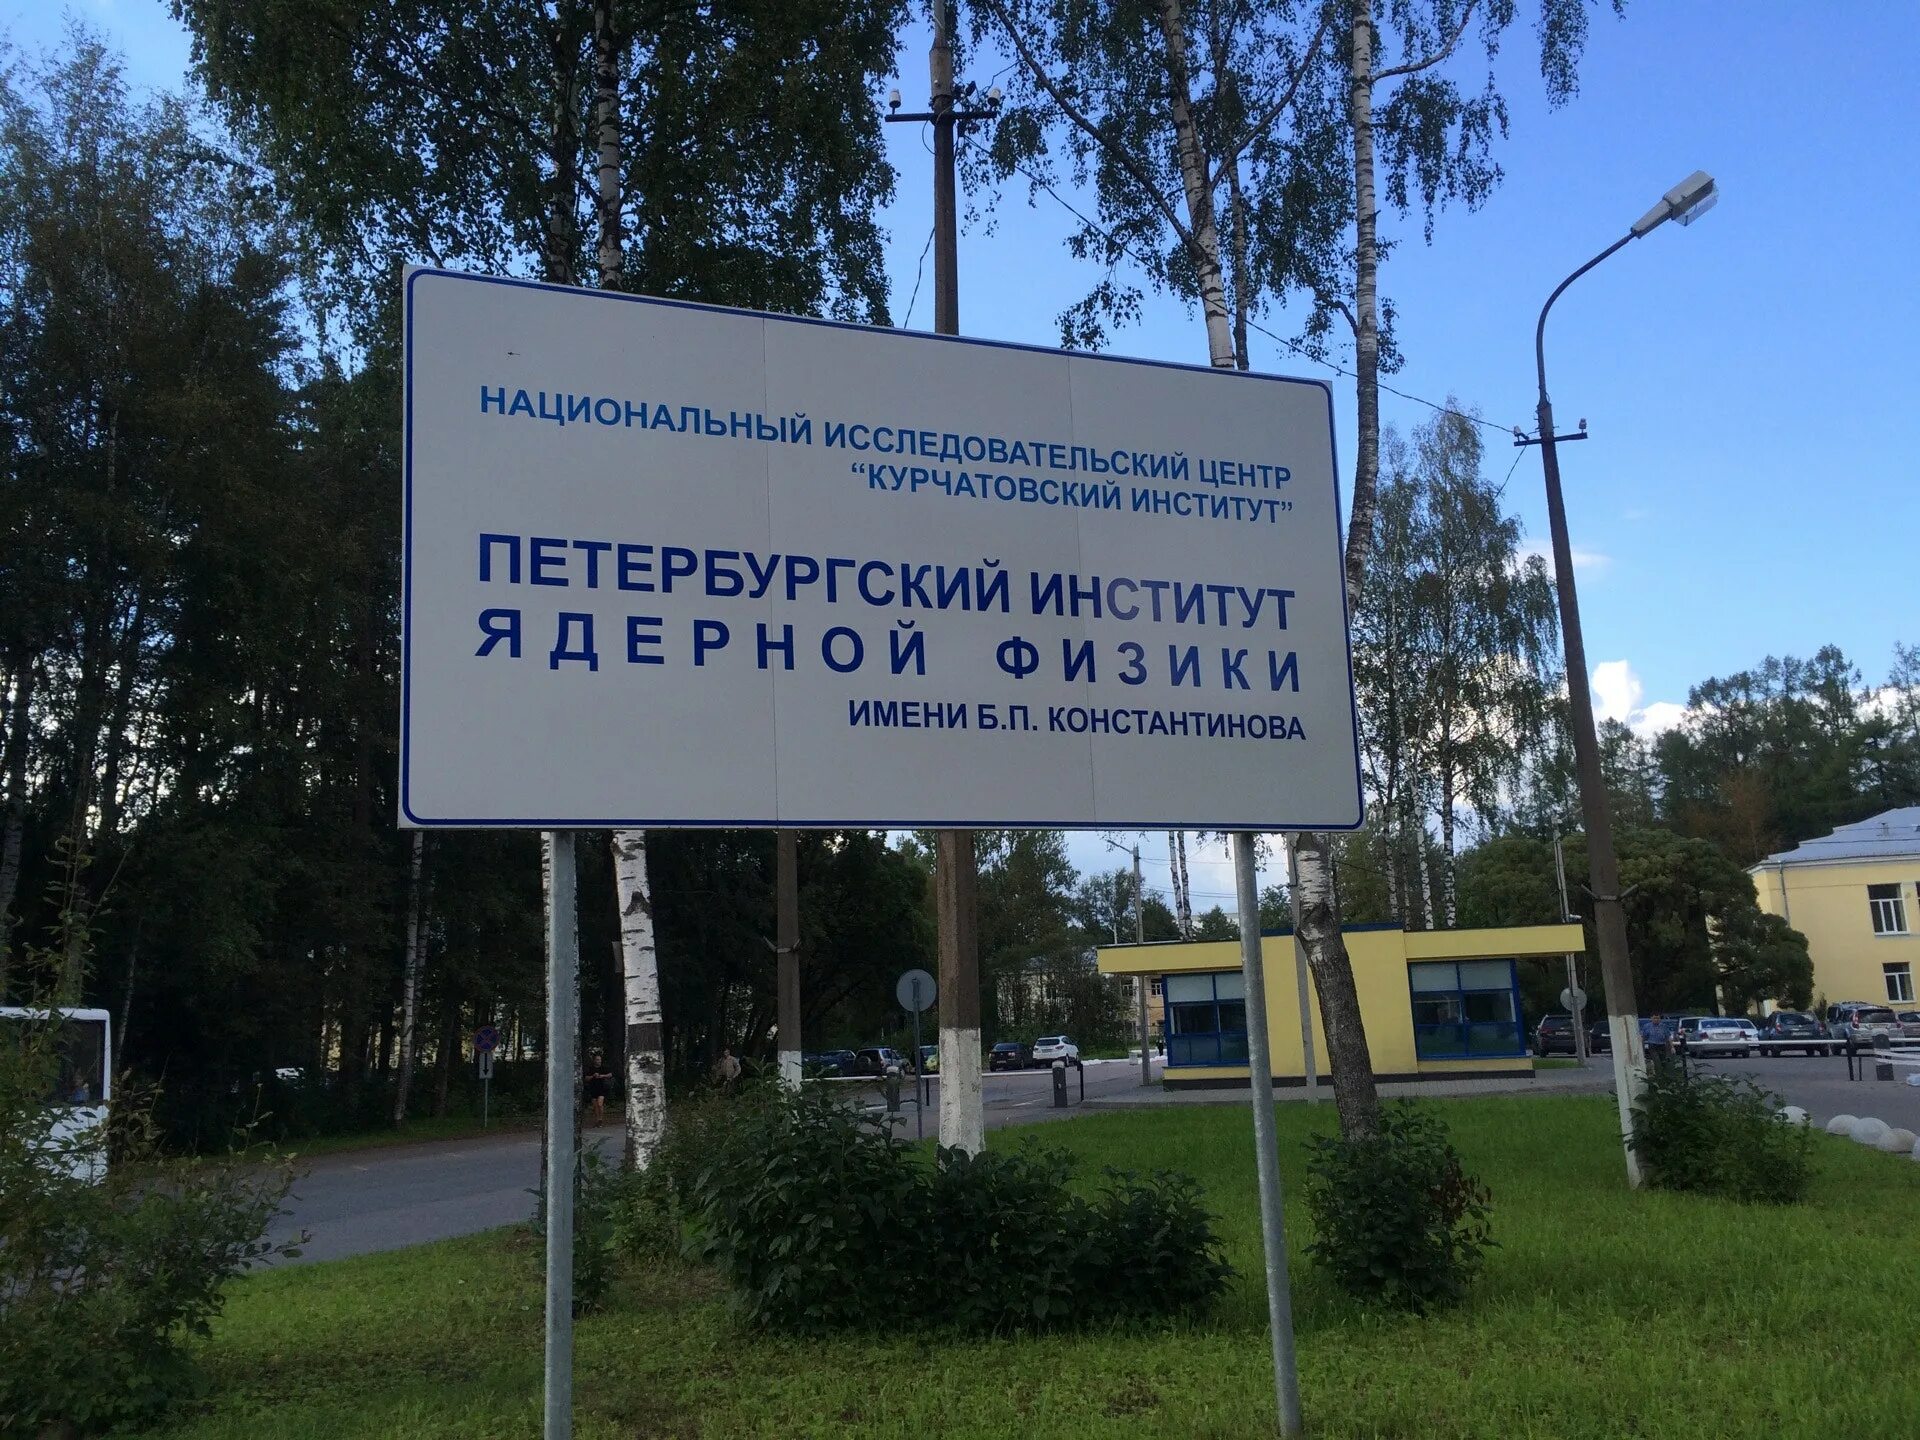 НАЦИОНАЛЬНЫЙ ИССЛЕДОВАТЕЛЬСКИЙ ЦЕНТР
“КУРЧАТОВСКИЙ ИНСТИТУТ”
ПЕТЕРБУРГСКИЙ ИНСТИТУТ
ЯДЕРНОЙ ФИЗИКИ
ИМЕНИ Б.П. КОНСТАНТИНОВА